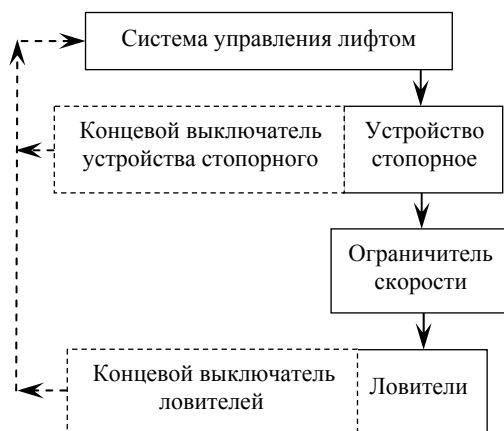 Система управления лифтом
Концевой выключатель
устройства стопорного
Устройство
стопорное
Ограничитель
скорости
Концевой выключатель
ловителей
Ловители